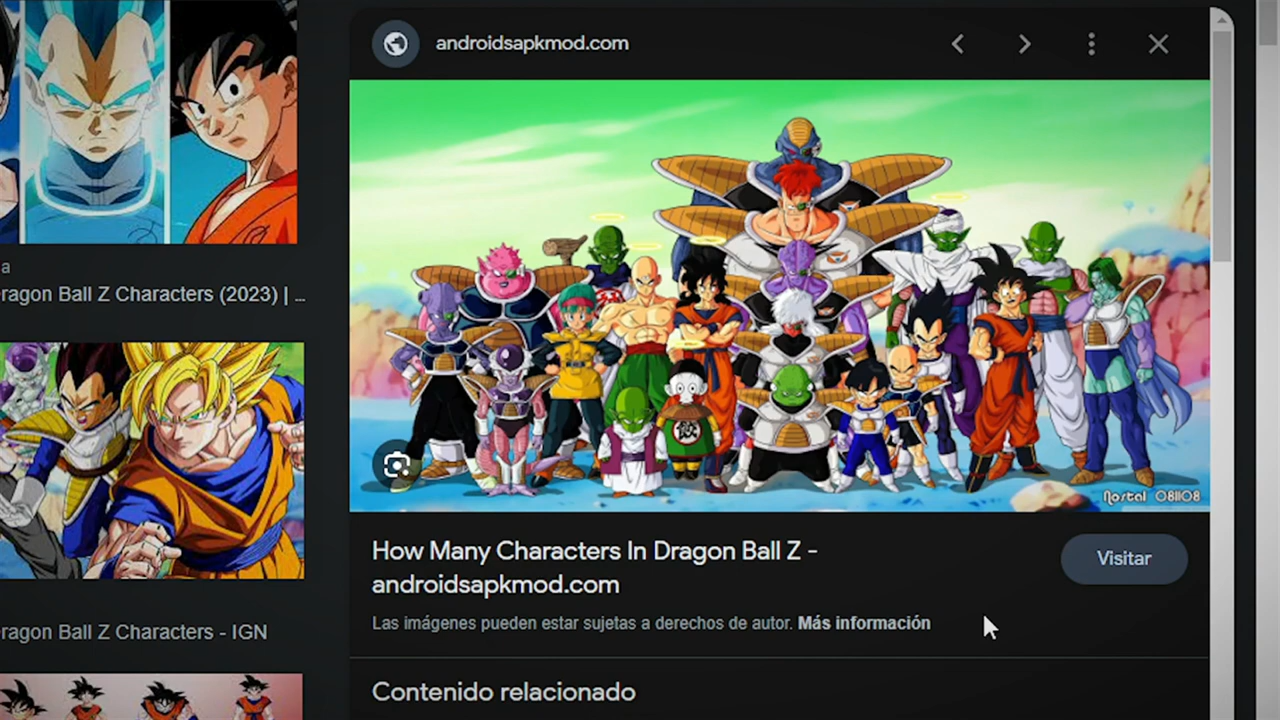 androidsapkmod.com
a
ragon Ball Z Characters (2023) | ...
Nortal 081108
How Many Characters In Dragon Ball Z -
androidsapkmod.com
Visitar
Las imágenes pueden estar sujetas a derechos de autor. Más información
ragon Ball Z Characters - IGN
Contenido relacionado